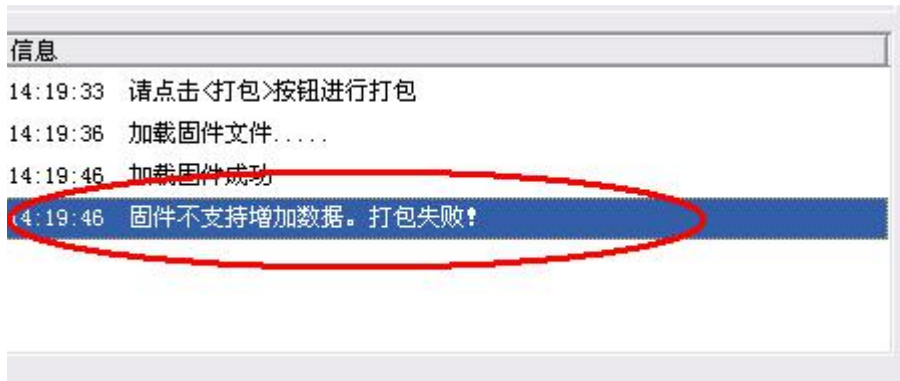 信息
14:19:33 请点击<打包>按钮进行打包
14:19:36 加载固件文件.....
14:19:46 加载固件成功
14:19:46 固件不支持增加数据。打包失败!